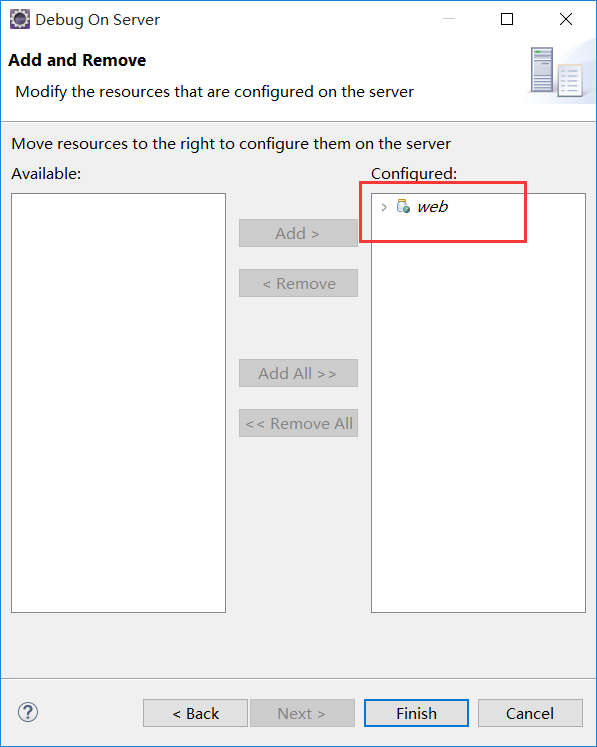 Debug On Server
Add and Remove
Modify the resources that are configured on the server
Move resources to the right to configure them on the server
Available:
Configured:
web
Add >
< Remove
Add All >>
<< Remove All
?
< Back
Next >
Finish
Cancel